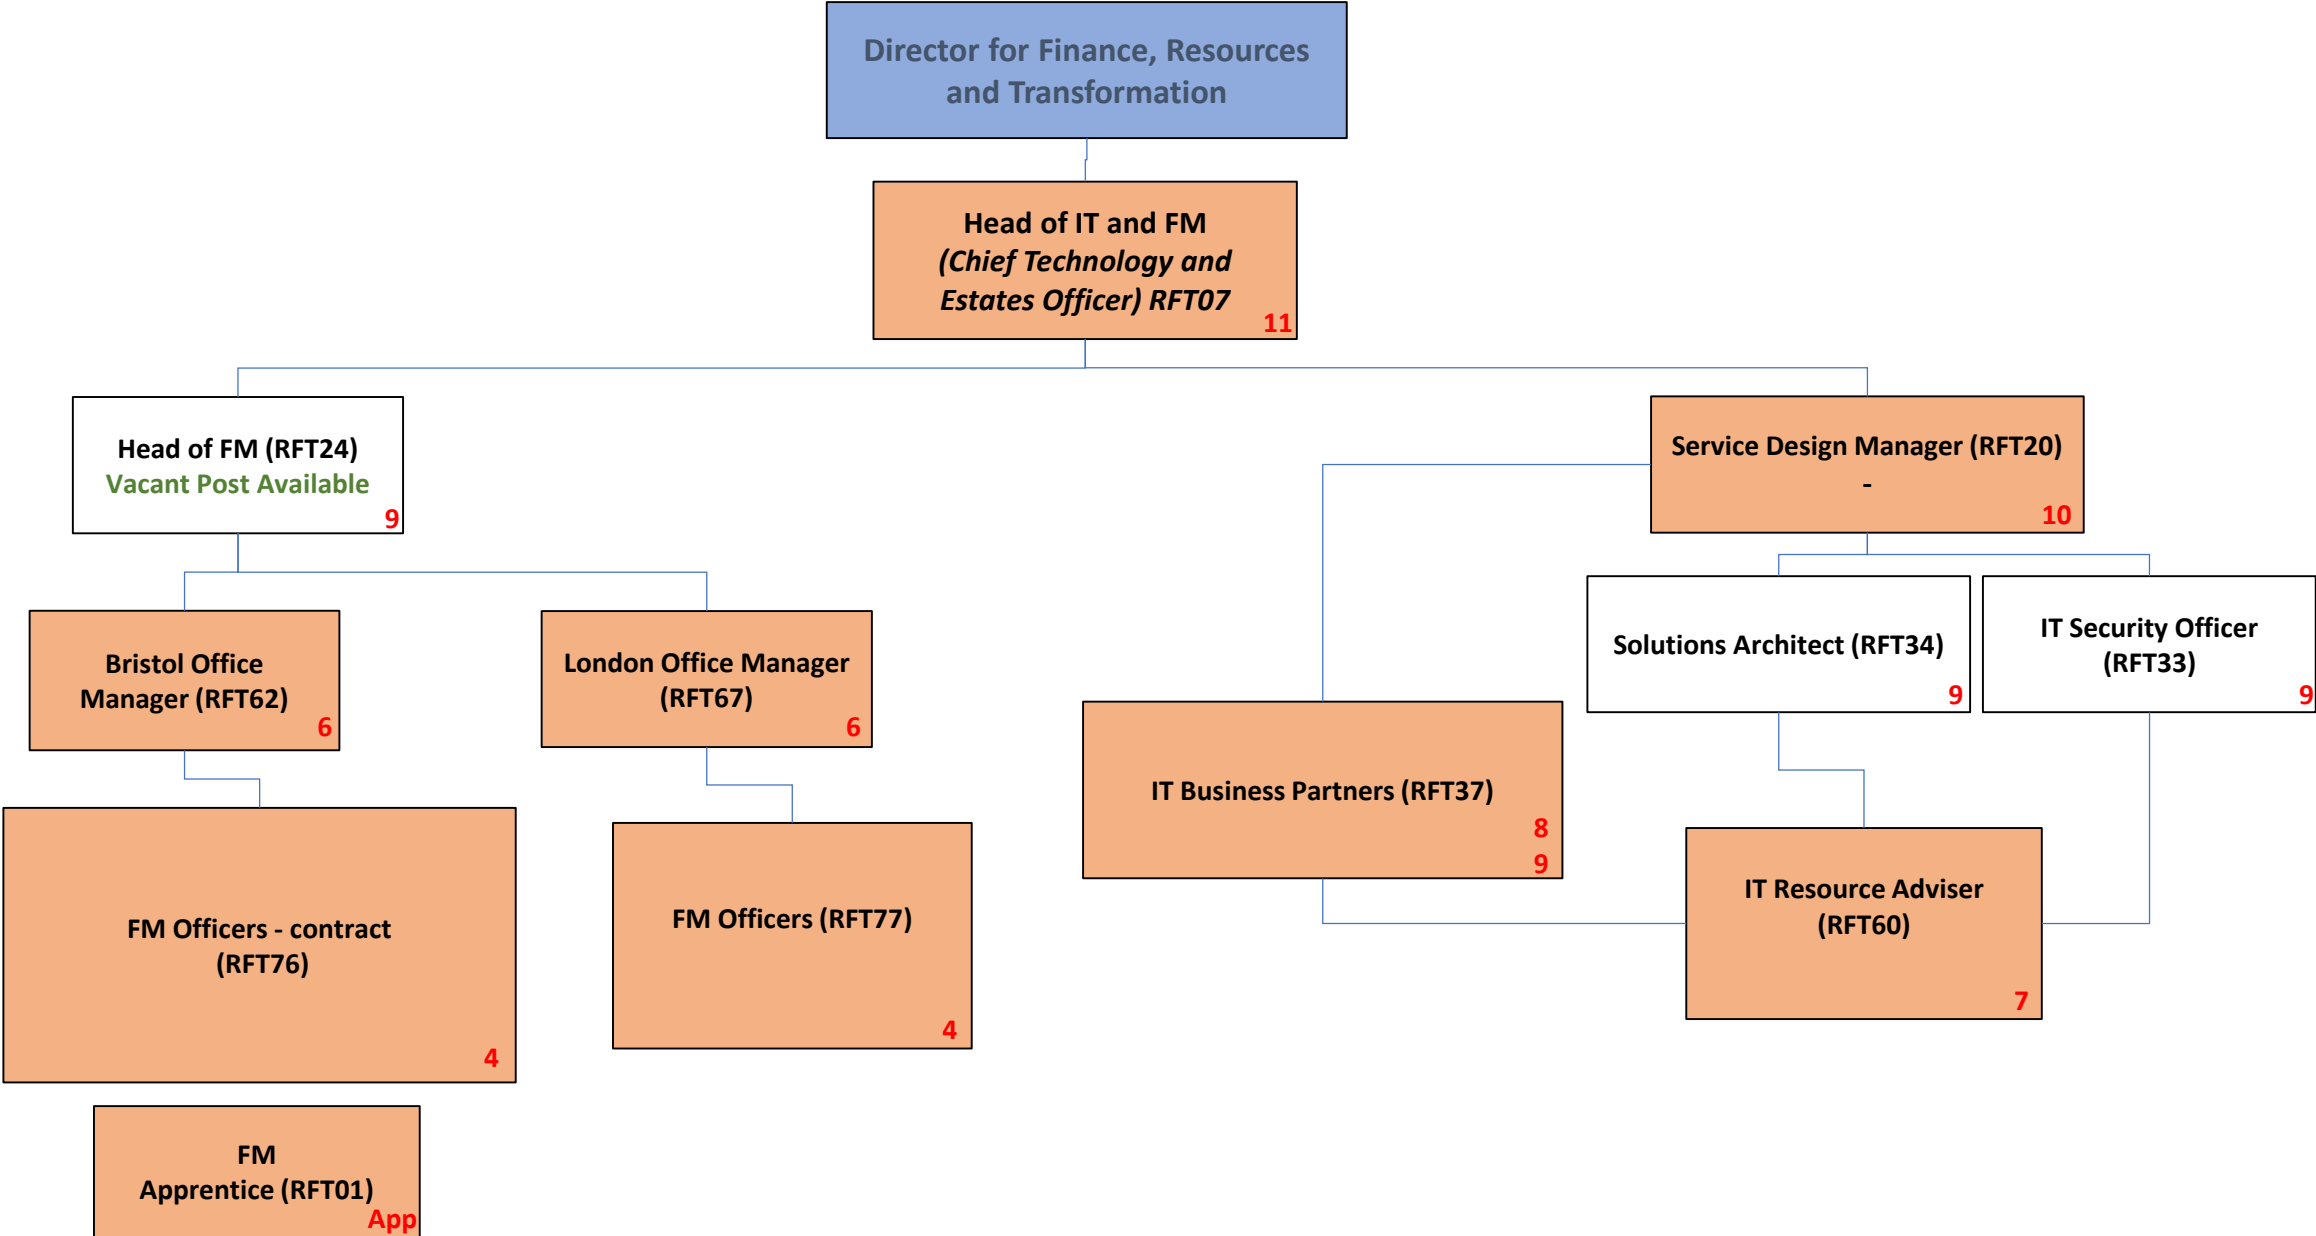 Director for Finance, Resources
and Transformation
Head of IT and FM
(Chief Technology and
Estates Officer) RFT07
11
Head of FM (RFT24)
Vacant Post Available
9
Service Design Manager (RFT20)
-
10
Bristol Office
Manager (RFT62)
6
London Office Manager
(RFT67)
6
Solutions Architect (RFT34)
9
IT Security Officer
(RFT33)
9
IT Business Partners (RFT37)
8
9
FM Officers - contract
(RFT76)
4
FM Officers (RFT77)
4
IT Resource Adviser
(RFT60)
7
FM
Apprentice (RFT01)
App